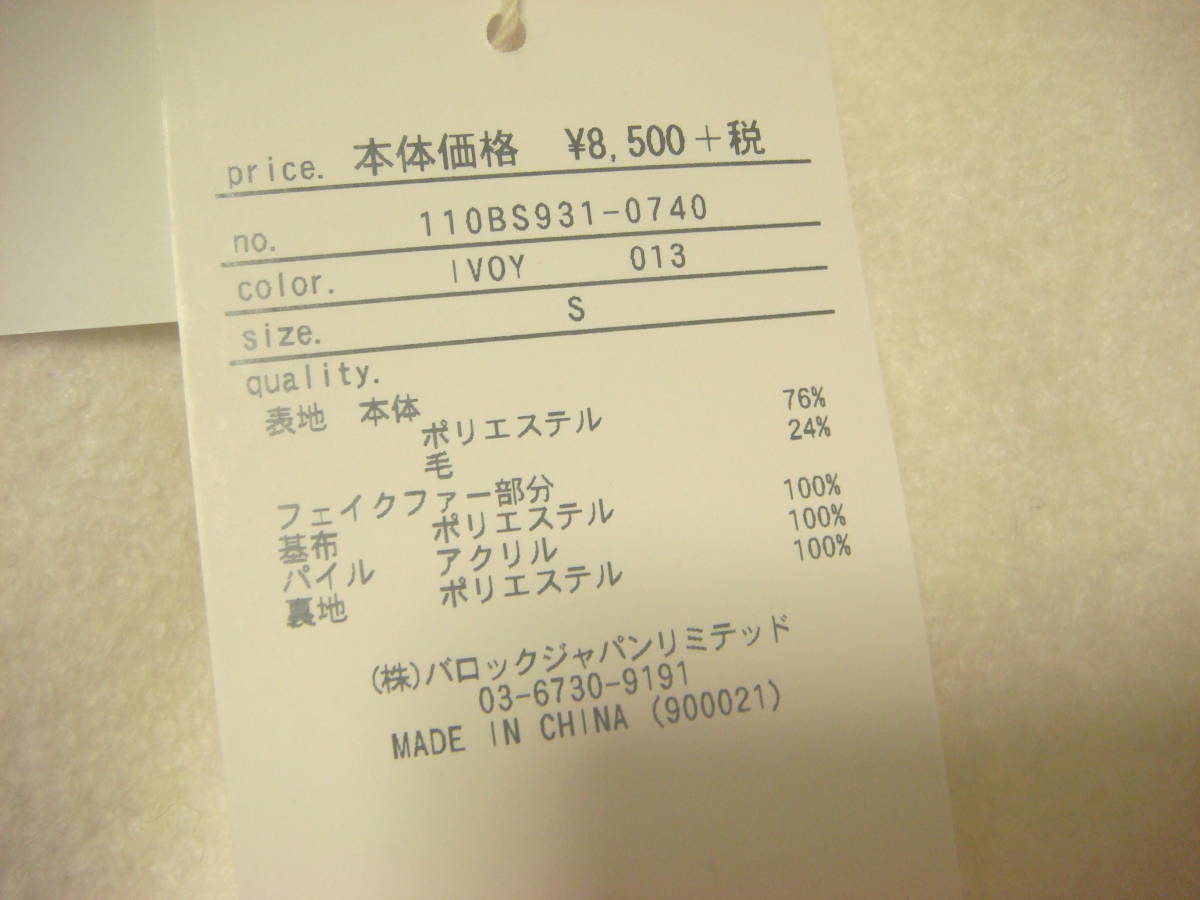 price. 本体価格 ¥8,500+税
no. 110BS931-0740
color. IVOY 013
size. S
quality.
表地 本体
ポリエステル 76%
毛 24%
フェイクファー部分
基布 ポリエステル 100%
パイル アクリル 100%
裏地 ポリエステル 100%
(株)バロックジャパンリミテッド
03-6730-9191
MADE IN CHINA (900021)